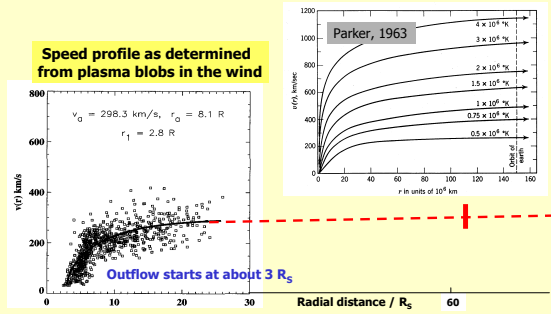 Speed profile as determined
from plasma blobs in the wind
Parker, 1963
v(r), km/sec
1200
1000
800
600
400
200
0
4 × 10⁶ °K
3 × 10⁶ °K
2 × 10⁶ °K
1.5 × 10⁶ °K
1 × 10⁶ °K
0.75 × 10⁶ °K
0.5 × 10⁶ °K
Orbit of
earth
0 20 40 60 80 100 120 140 160
r in units of 10⁶ km
v(r) km/s
800
600
400
200
0
vₐ = 298.3 km/s, rₐ = 8.1 R
r₁ = 2.8 R
Outflow starts at about 3 R_S
0 10 20 30
Radial distance / R_S 60